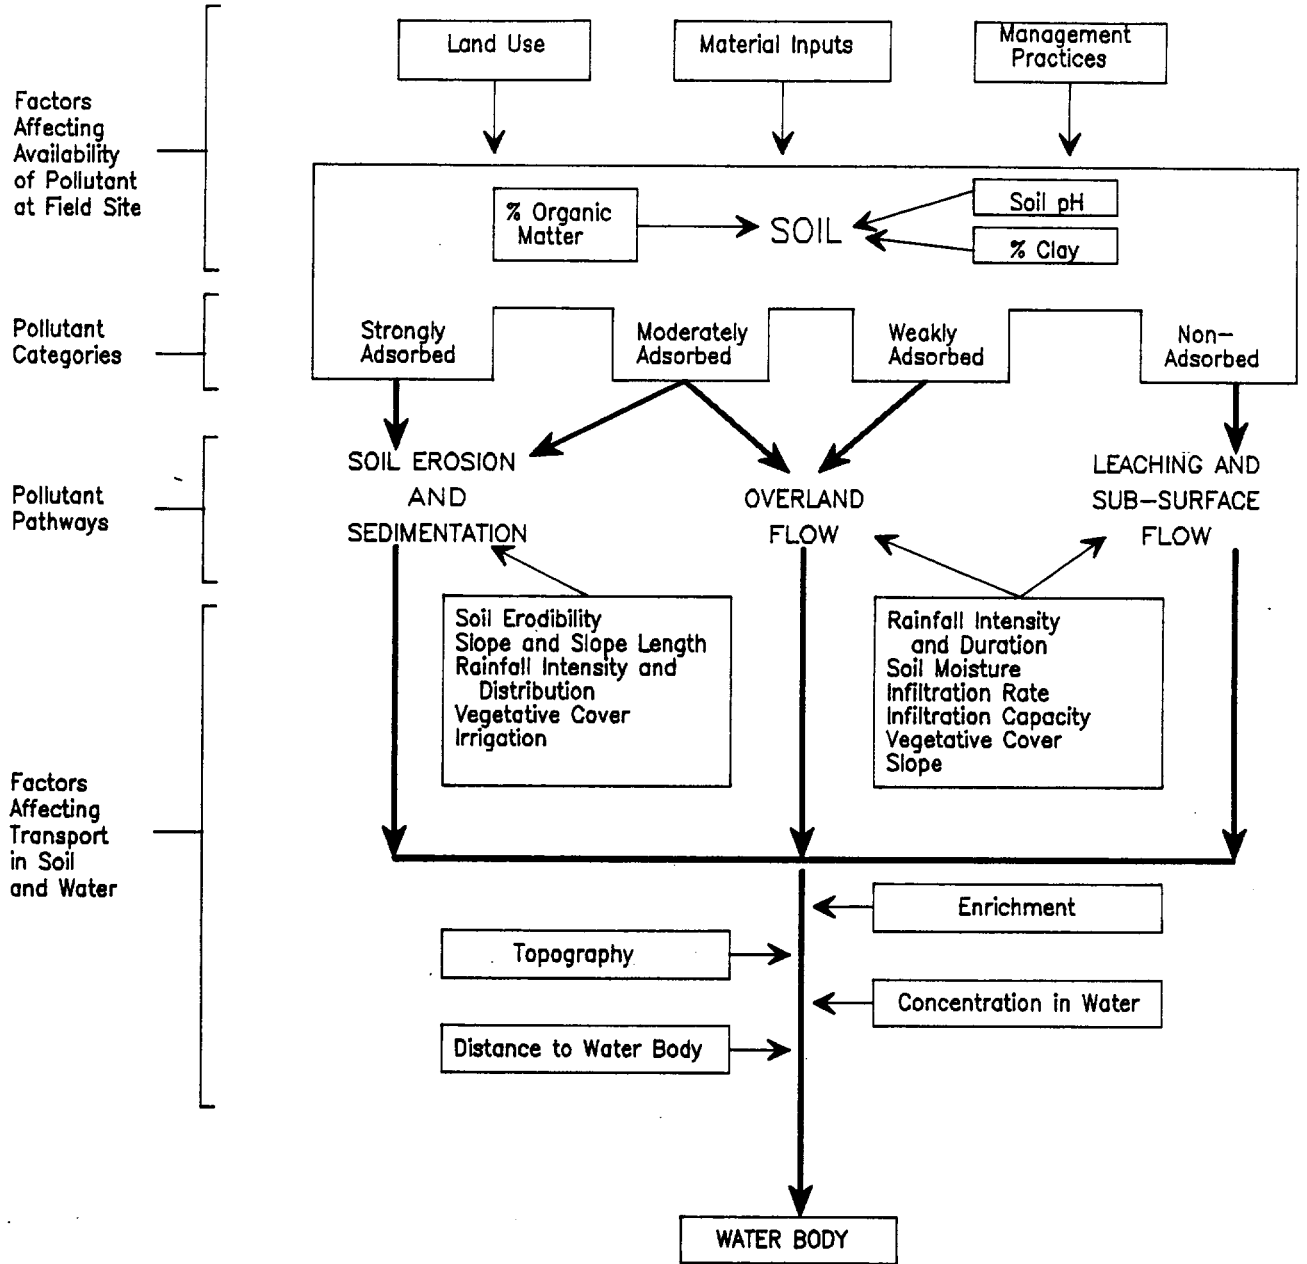 Land Use
Material Inputs
Management
Practices
Factors
Affecting
Availability
of Pollutant
at Field Site
% Organic
Matter
SOIL
Soil pH
% Clay
Pollutant
Categories
Strongly
Adsorbed
Moderately
Adsorbed
Weakly
Adsorbed
Non-
Adsorbed
Pollutant
Pathways
SOIL EROSION
AND
SEDIMENTATION
OVERLAND
FLOW
LEACHING AND
SUB-SURFACE
FLOW
Factors
Affecting
Transport
in Soil
and Water
Soil Erodibility
Slope and Slope Length
Rainfall Intensity and
Distribution
Vegetative Cover
Irrigation
Rainfall Intensity
and Duration
Soil Moisture
Infiltration Rate
Infiltration Capacity
Vegetative Cover
Slope
Enrichment
Topography
Concentration in Water
Distance to Water Body
WATER BODY